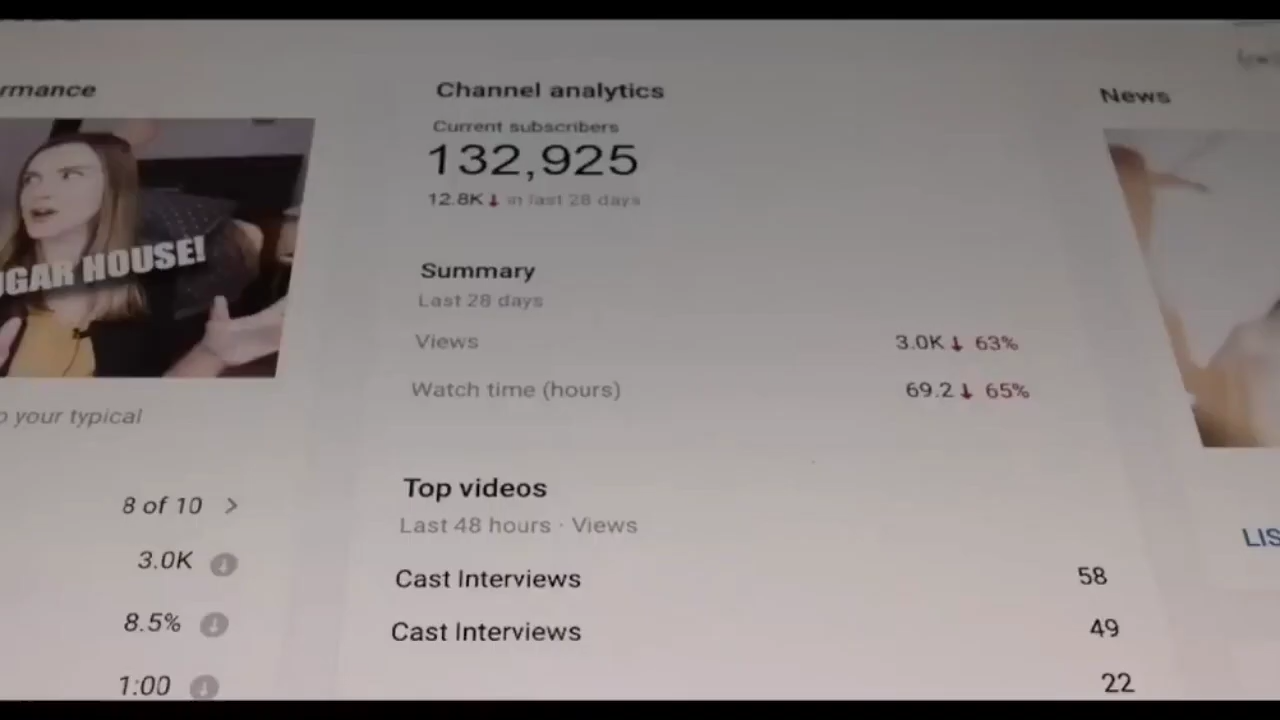 rmance
UGAR HOUSE!
o your typical
8 of 10 >
3.0K
8.5%
1:00
Channel analytics
Current subscribers
132,925
12.8K in last 28 days
Summary
Last 28 days
Views 3.0K 63%
Watch time (hours) 69.2 65%
Top videos
Last 48 hours · Views
Cast Interviews 58
Cast Interviews 49
22
News
LIS